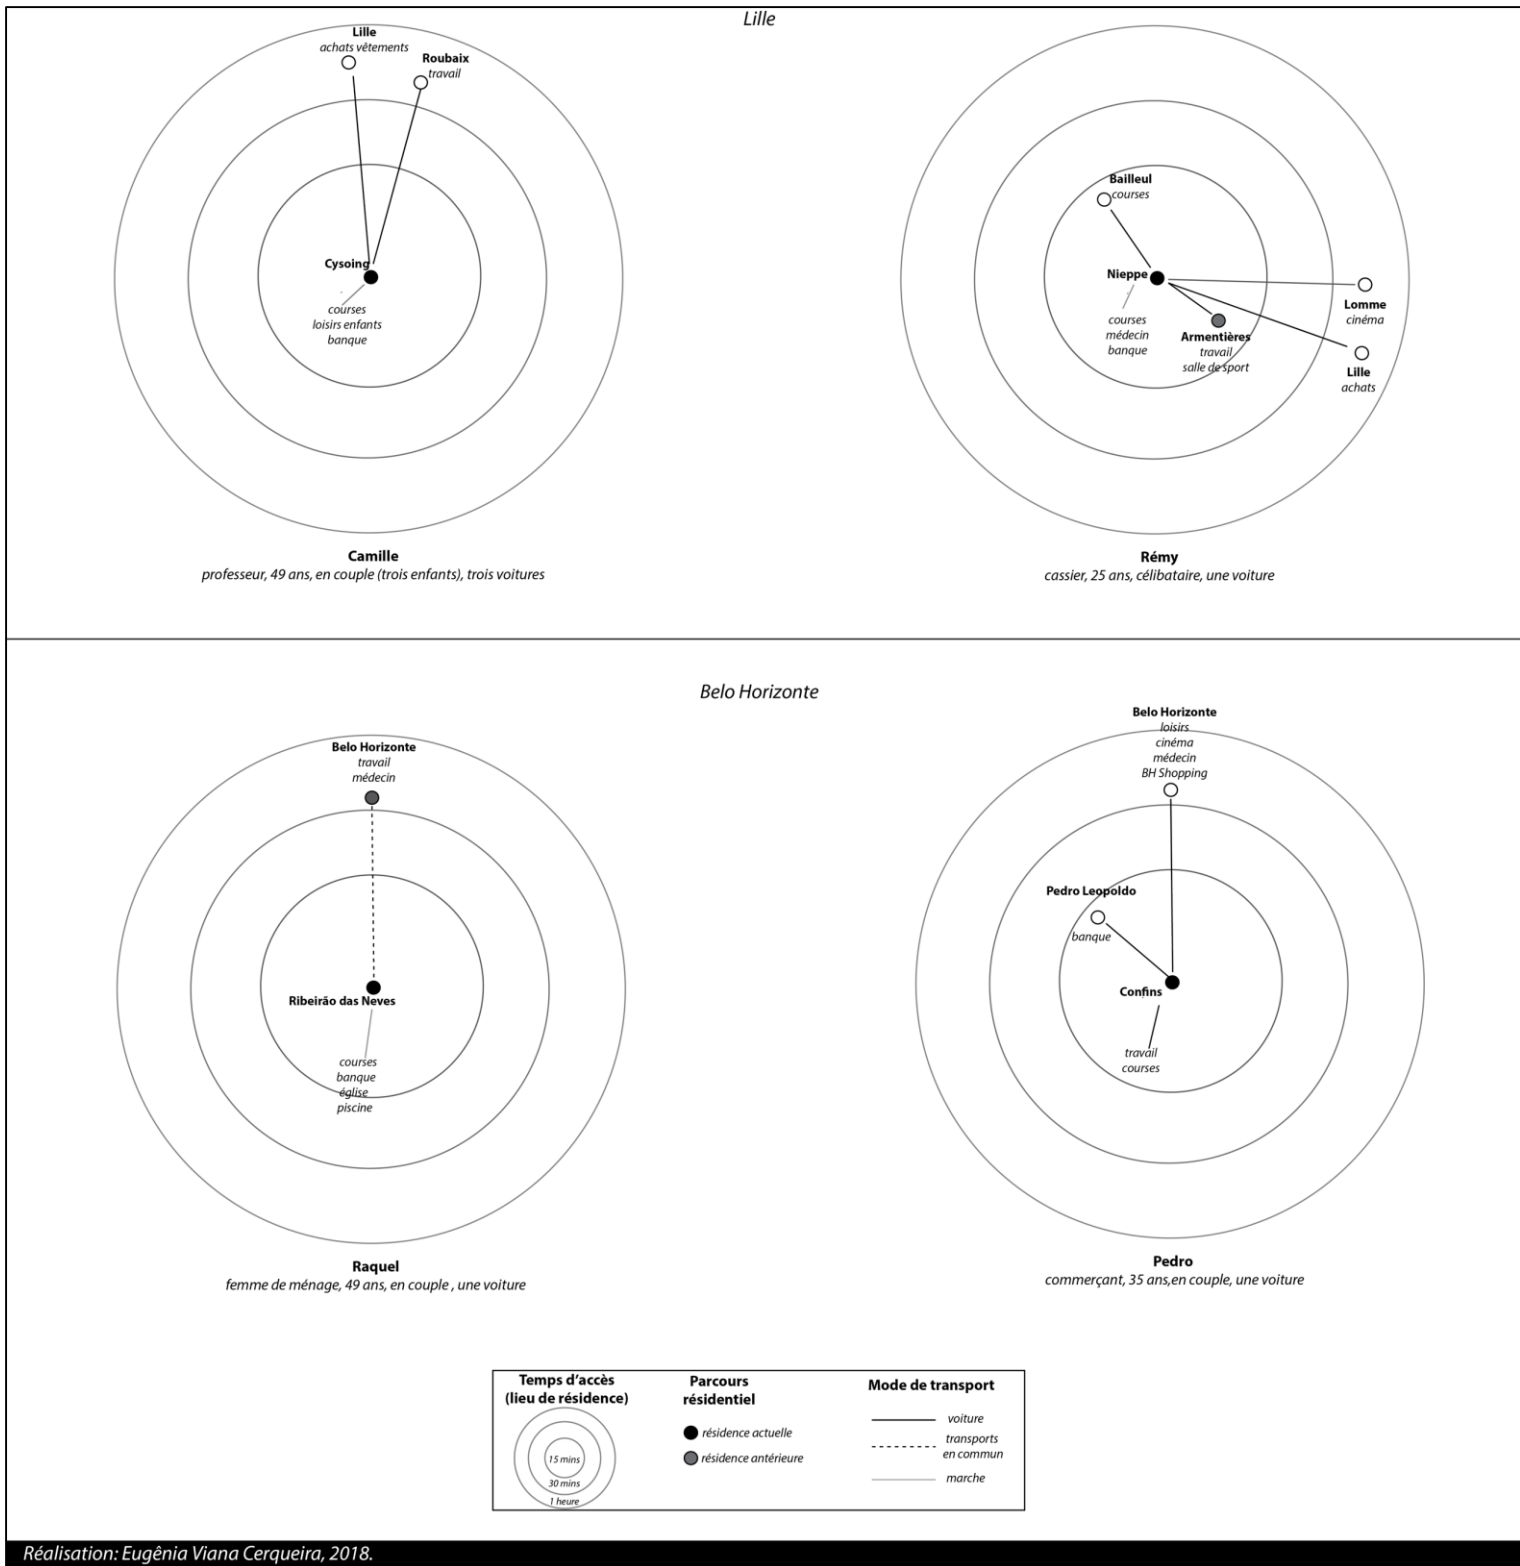 Lille
Lille
achats vêtements
Roubaix
travail
Cysoing
courses
loisirs enfants
banque
Camille
professeur, 49 ans, en couple (trois enfants), trois voitures
Bailleul
courses
Nieppe
courses
médecin
banque
Armentières
travail
salle de sport
Lomme
cinéma
Lille
achats
Rémy
cassier, 25 ans, célibataire, une voiture
Belo Horizonte
Belo Horizonte
travail
médecin
Ribeirão das Neves
courses
banque
église
piscine
Raquel
femme de ménage, 49 ans, en couple , une voiture
Belo Horizonte
loisirs
cinéma
médecin
BH Shopping
Pedro Leopoldo
banque
Confins
travail
courses
Pedro
commerçant, 35 ans,en couple, une voiture
Temps d'accès
(lieu de résidence)
15 mins
30 mins
1 heure
Parcours
résidentiel
résidence actuelle
résidence antérieure
Mode de transport
voiture
transports
en commun
marche
Réalisation: Eugênia Viana Cerqueira, 2018.